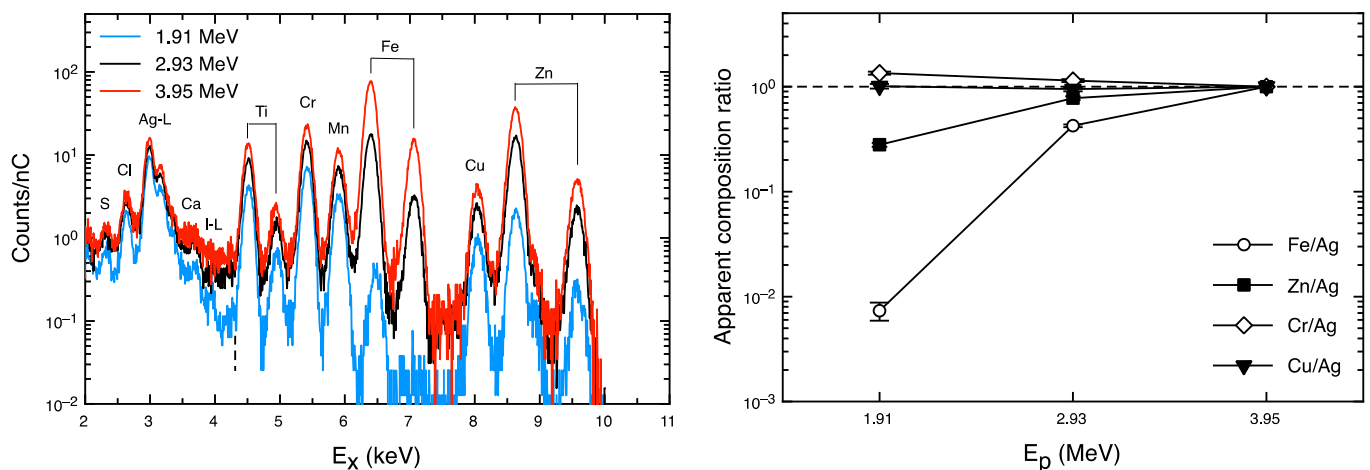 1.91 MeV
2.93 MeV
3.95 MeV
Fe
Zn
Ti
Cr
Mn
Ag-L
Cl
S
Ca
I-L
Cu
10²
10¹
10⁰
10⁻¹
10⁻²
Counts/nC
2 3 4 5 6 7 8 9 10 11
Eₓ (keV)
10¹
10⁰
10⁻¹
10⁻²
10⁻³
Apparent composition ratio
Fe/Ag
Zn/Ag
Cr/Ag
Cu/Ag
1.91 2.93 3.95
Eₚ (MeV)